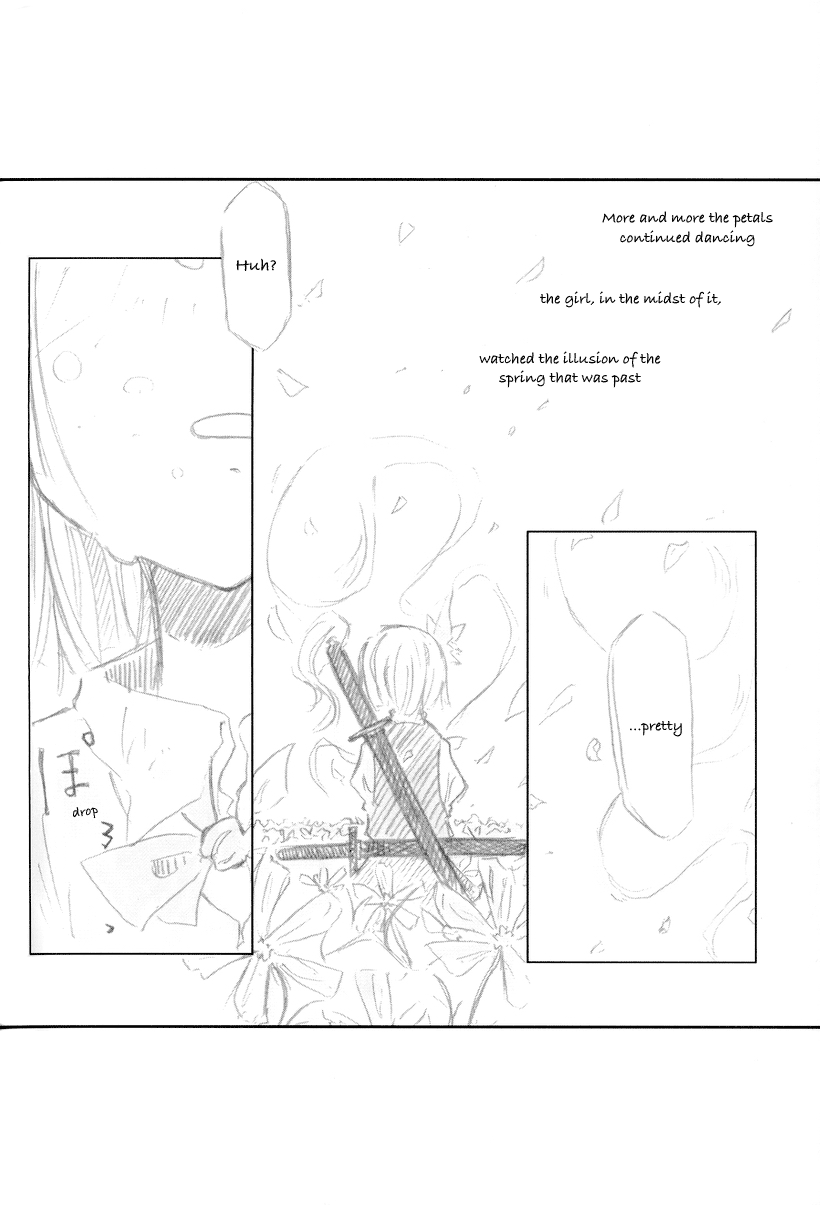 More and more the petals
continued dancing
the girl, in the midst of it,
watched the illusion of the
spring that was past
...pretty
Huh?
ぽ
drop
ろ